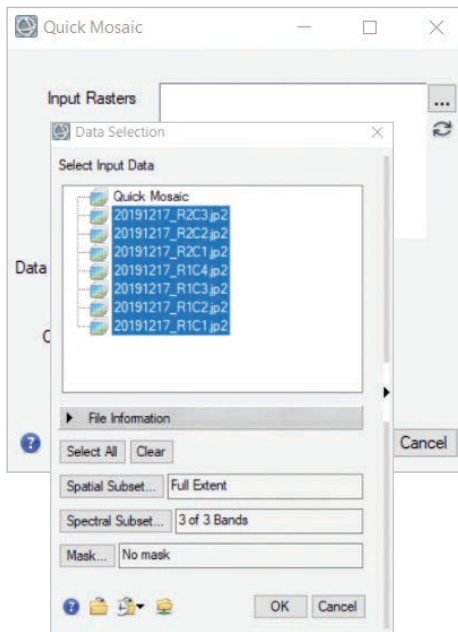 Quick Mosaic
Input Rasters
...
Data Selection
Select Input Data
Quick Mosaic
20191217_R2C3.jp2
20191217_R2C2.jp2
20191217_R2C1.jp2
20191217_R1C4.jp2
20191217_R1C3.jp2
20191217_R1C2.jp2
20191217_R1C1.jp2
Data
File Information
Select All Clear
Cancel
Spatial Subset... Full Extent
Spectral Subset... 3 of 3 Bands
Mask... No mask
OK Cancel